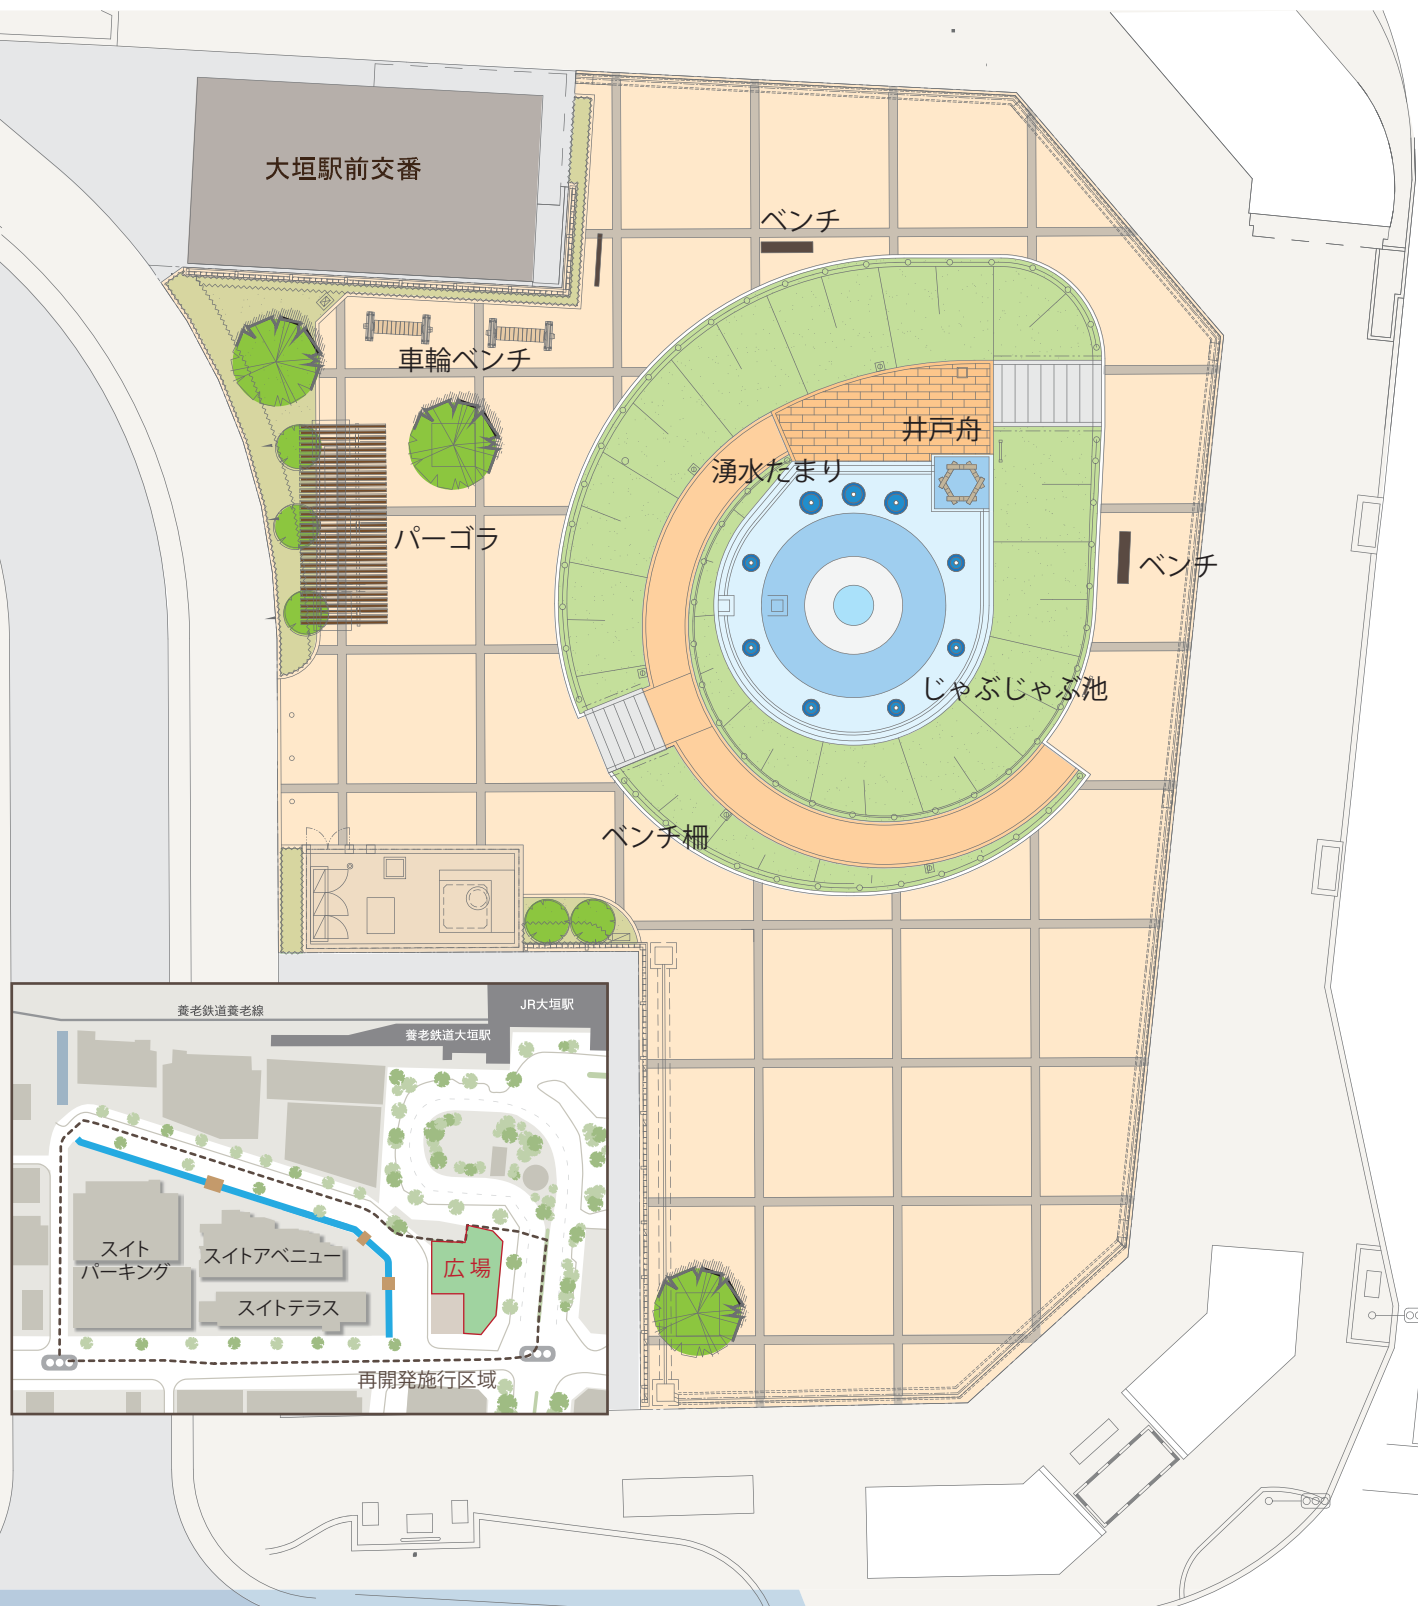 大垣駅前交番
ベンチ
車輪ベンチ
井戸舟
湧水たまり
パーゴラ
ベンチ
じゃぶじゃぶ池
ベンチ柵
JR大垣駅
養老鉄道養老線
養老鉄道大垣駅
スイト
パーキング
スイトアベニュー
広場
スイトテラス
再開発施行区域